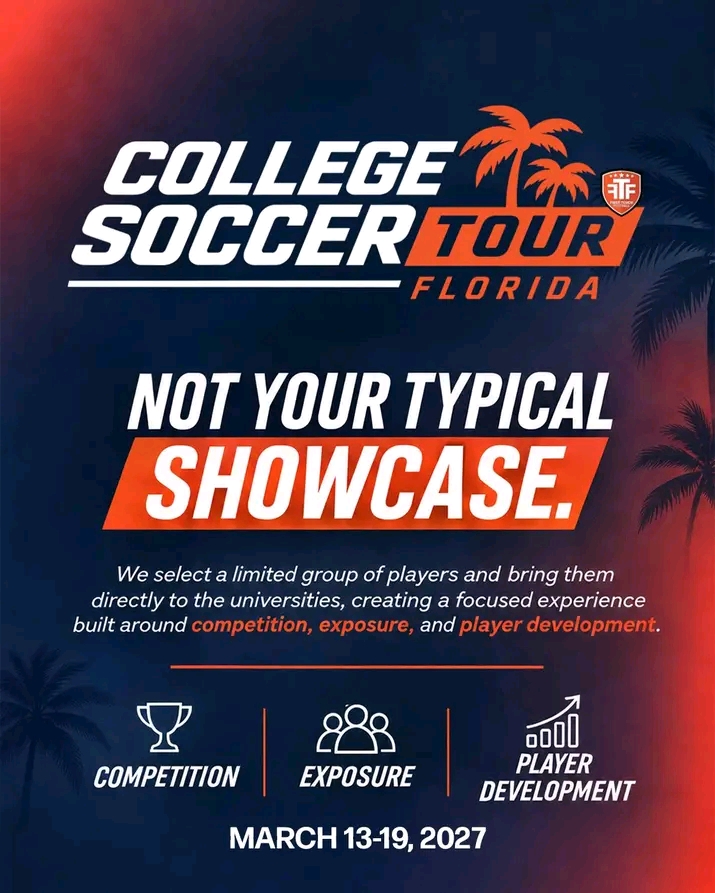 COLLEGE
SOCCER TOUR
FLORIDA
FTF
NOT YOUR TYPICAL
SHOWCASE.
We select a limited group of players and bring them
directly to the universities, creating a focused experience
built around competition, exposure, and player development.
COMPETITION
EXPOSURE
PLAYER
DEVELOPMENT
MARCH 13-19, 2027